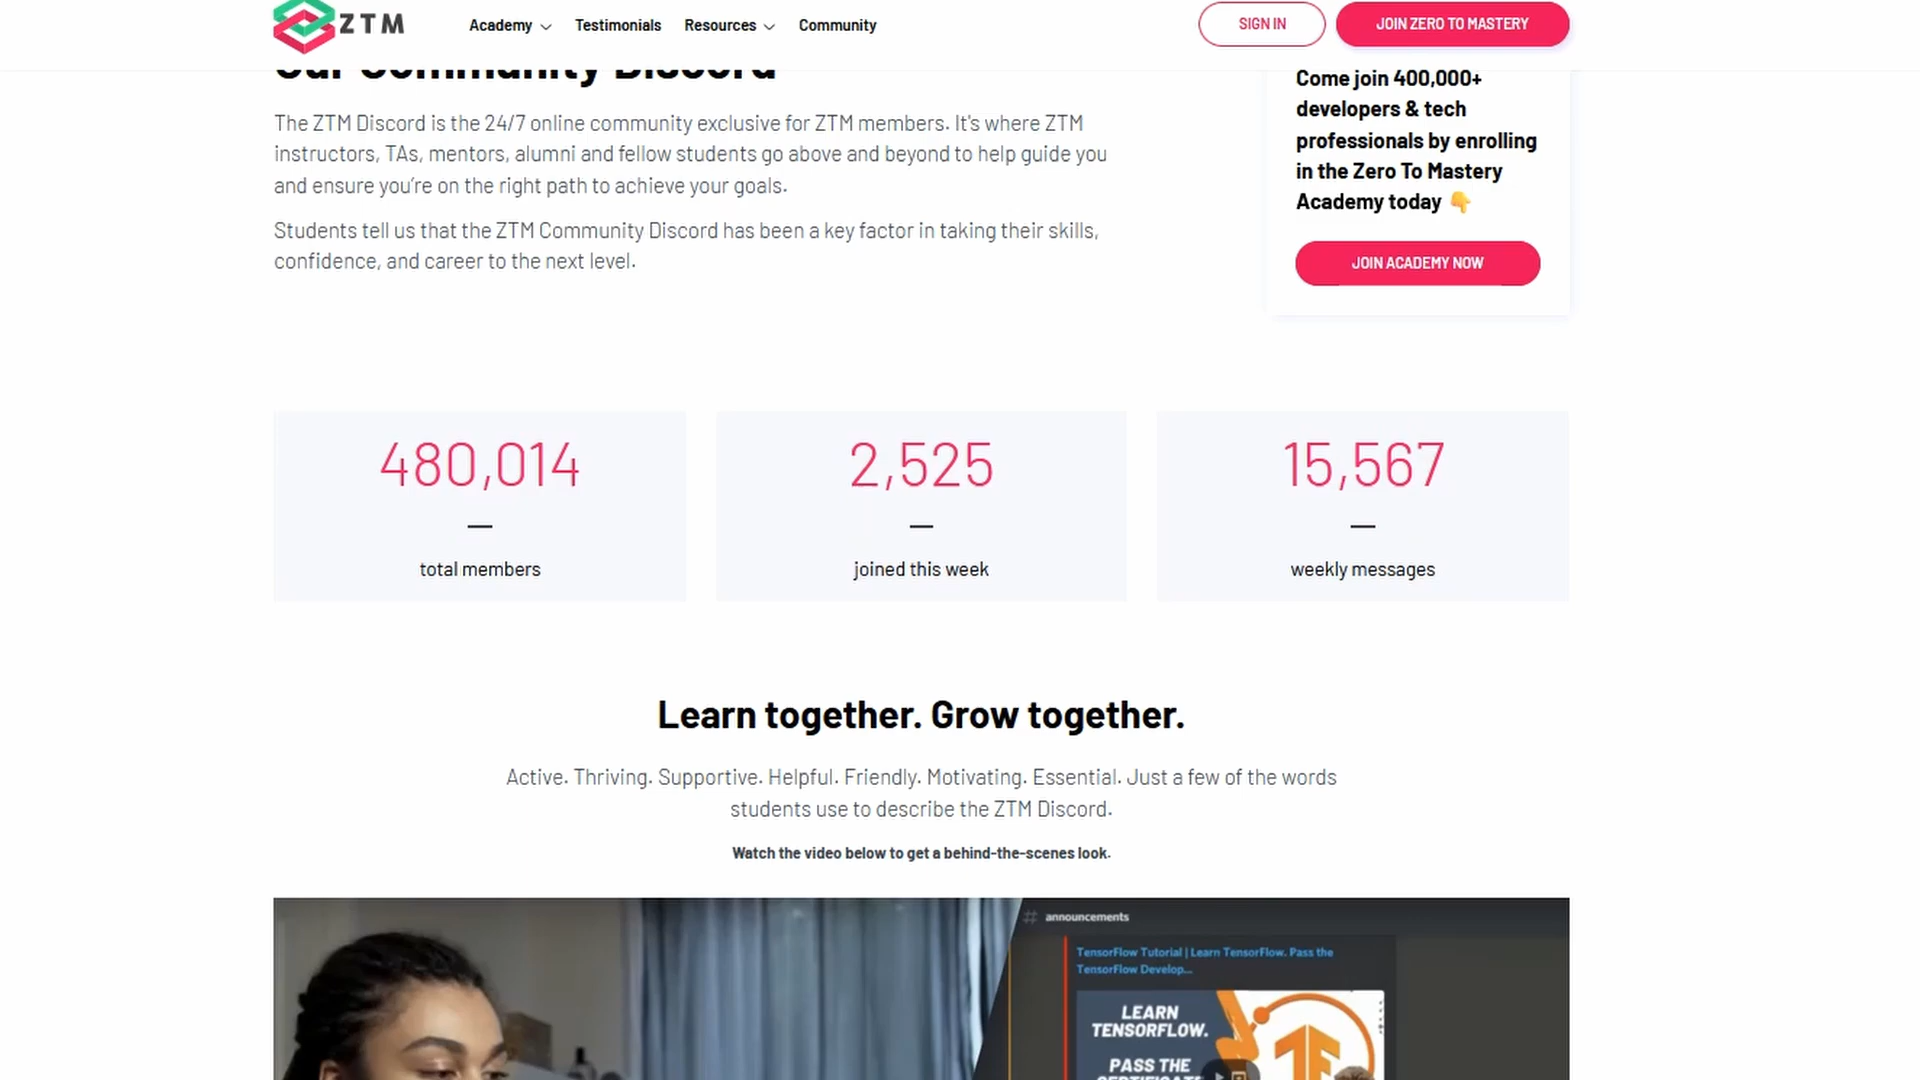 ZTM
Academy
Testimonials
Resources
Community
SIGN IN
JOIN ZERO TO MASTERY
Our Community Discord
The ZTM Discord is the 24/7 online community exclusive for ZTM members. It's where ZTM
instructors, TAs, mentors, alumni and fellow students go above and beyond to help guide you
and ensure you’re on the right path to achieve your goals.
Students tell us that the ZTM Community Discord has been a key factor in taking their skills,
confidence, and career to the next level.
Come join 400,000+
developers & tech
professionals by enrolling
in the Zero To Mastery
Academy today 👇
JOIN ACADEMY NOW
480,014
total members
2,525
joined this week
15,567
weekly messages
Learn together. Grow together.
Active. Thriving. Supportive. Helpful. Friendly. Motivating. Essential. Just a few of the words
students use to describe the ZTM Discord.
Watch the video below to get a behind-the-scenes look.
# announcements
TensorFlow Tutorial | Learn TensorFlow. Pass the
TensorFlow Develop...
LEARN
TENSORFLOW.
PASS THE